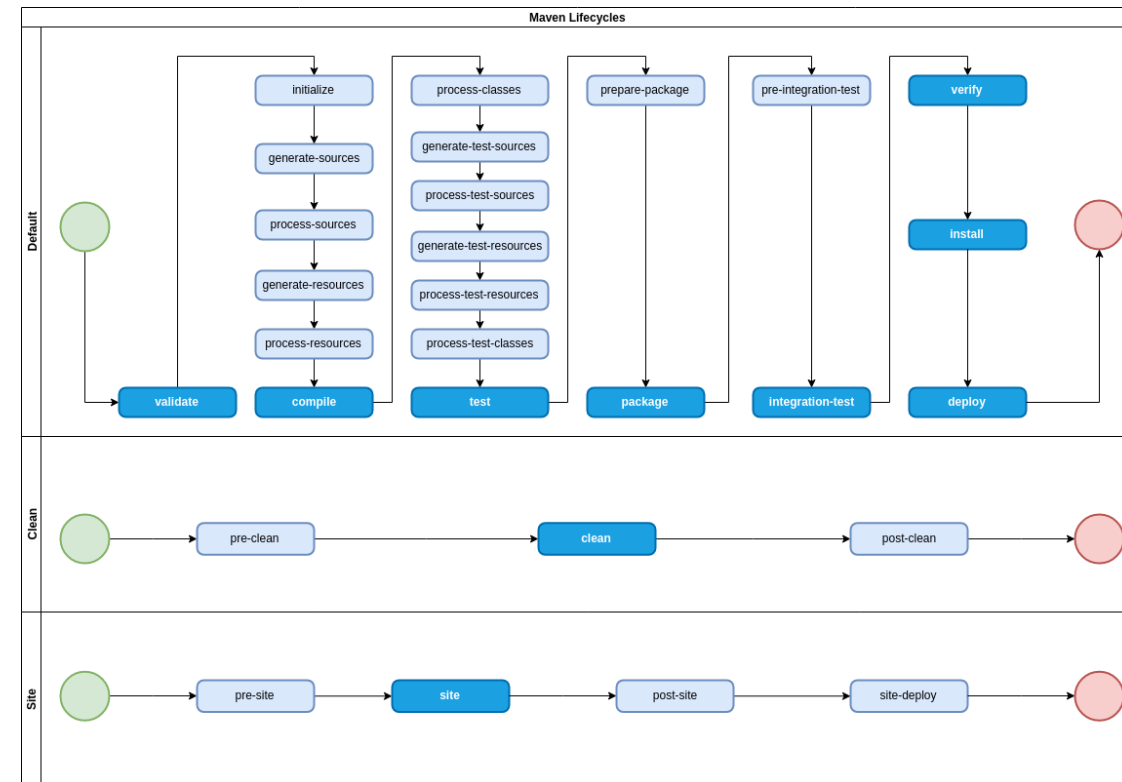 Maven Lifecycles
Default
validate
initialize
generate-sources
process-sources
generate-resources
process-resources
compile
process-classes
generate-test-sources
process-test-sources
generate-test-resources
process-test-resources
process-test-classes
test
prepare-package
package
pre-integration-test
integration-test
verify
install
deploy
Clean
pre-clean
clean
post-clean
Site
pre-site
site
post-site
site-deploy